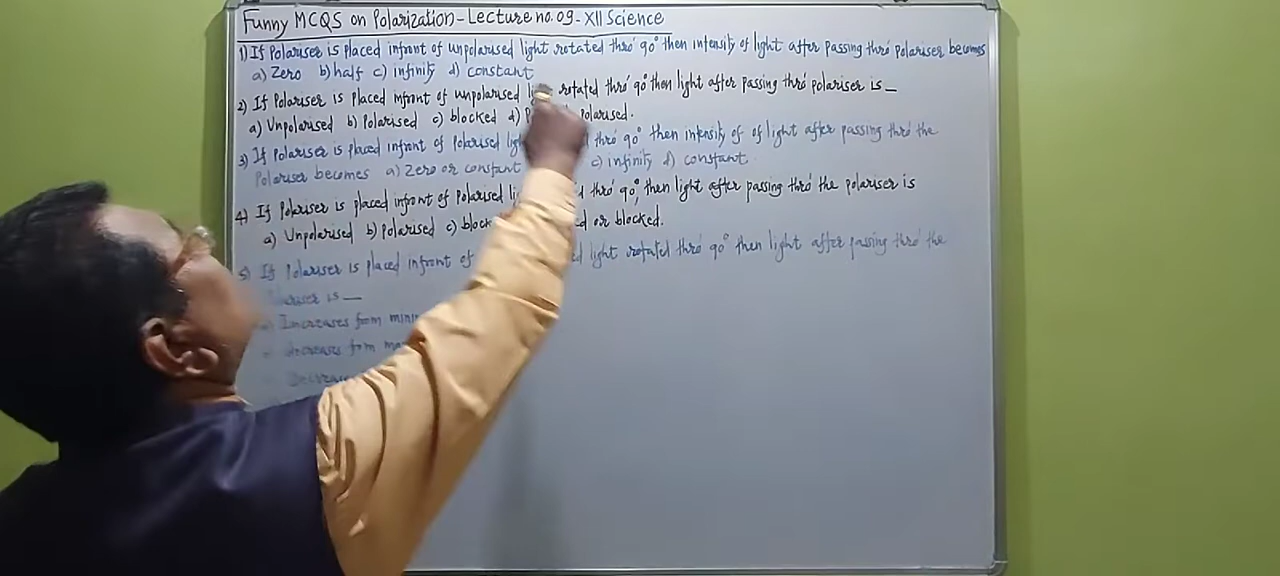 Funny MCQS on Polarization - Lecture no. 09 - XII Science
1) If Polariser is placed infront of unpolarised light rotated thro' 90° then intensity of light after passing thro' polariser becomes
a) Zero b) half c) infinity d) constant
2) If Polariser is placed infront of unpolarised rotated thro' 90° then light after passing thro' polariser is _
a) Unpolarised b) Polarised c) blocked d) polarised.
3) If Polariser is placed infront of Polarised thro' 90° then intensity of of light after passing thro' the
Polariser becomes a) Zero or constant c) infinity d) constant.
4) If Polariser is placed infront of Polarised thro' 90°, then light after passing thro' the polariser is
a) Unpolarised b) Polarised c) or blocked.
5) If Polariser is placed infront of light rotated thro' 90° then light after passing thro' the
is _
Increases from
from